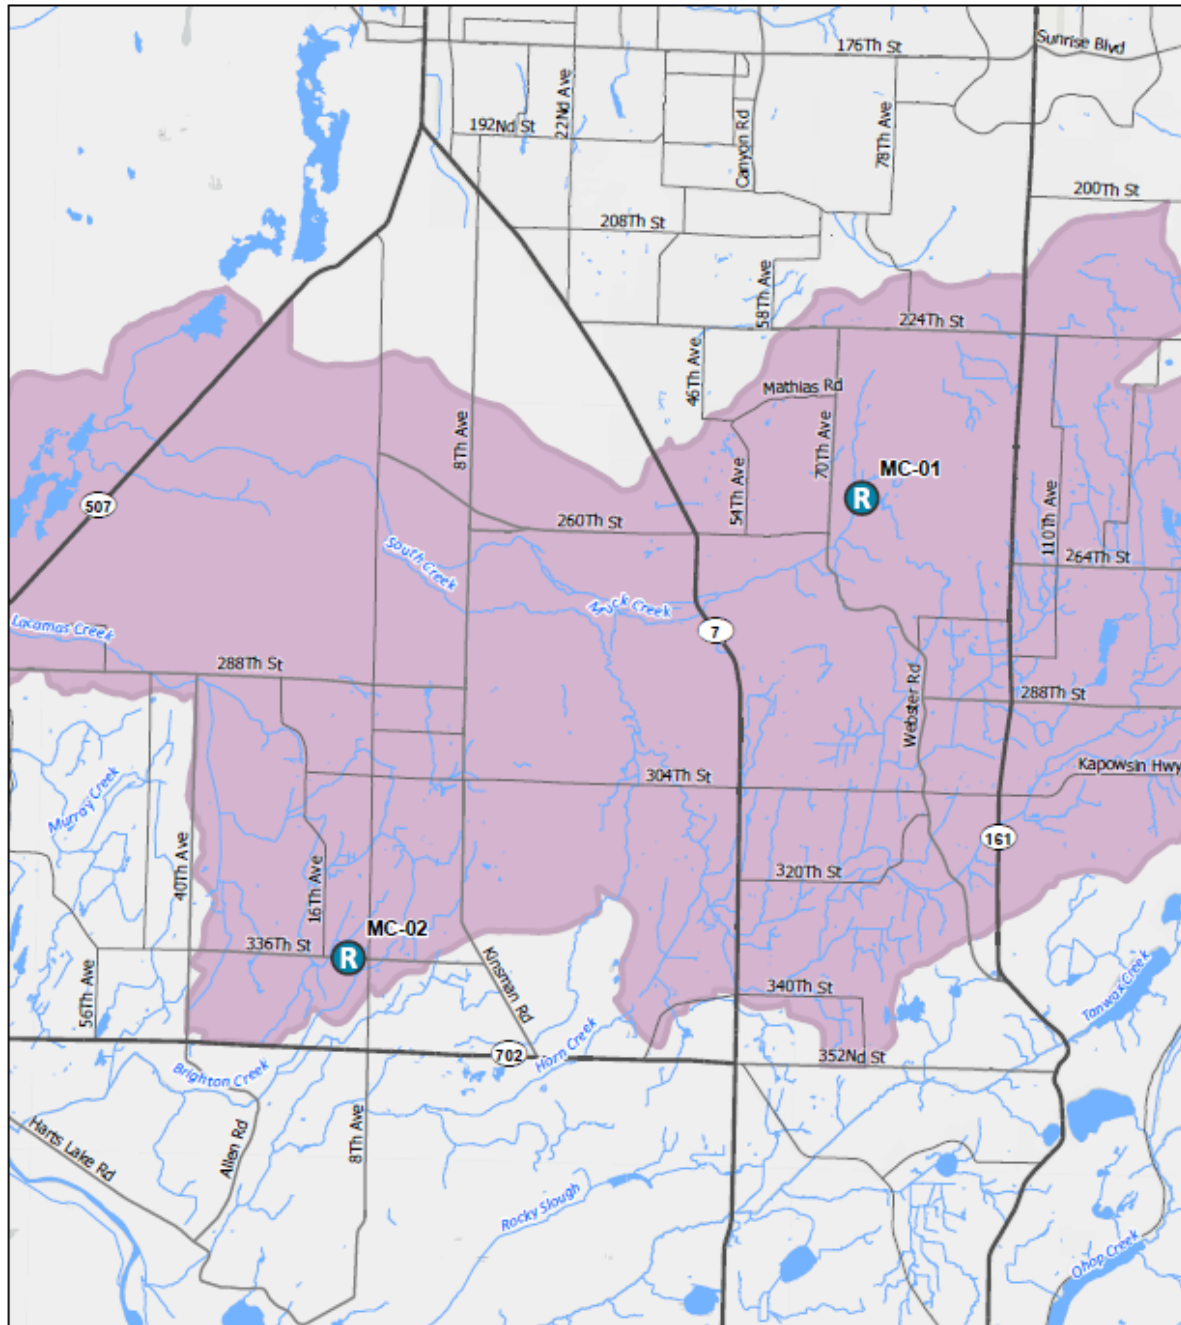 176Th St
Sunrise Blvd
192Nd St
22Nd Ave
Canyon Rd
78Th Ave
200Th St
208Th St
58Th Ave
224Th St
46Th Ave
Mathias Rd
8Th Ave
54Th Ave
70Th Ave
MC-01
R
507
260Th St
110Th Ave
264Th St
South Creek
Muck Creek
Lacamas Creek
7
288Th St
288Th St
Webster Rd
304Th St
Kapowsin Hwy
Murray Creek
161
40Th Ave
16Th Ave
320Th St
MC-02
R
336Th St
56Th Ave
Kinsman Rd
340Th St
Tanwax Creek
702
Horn Creek
352Nd St
Brighton Creek
Harts Lake Rd
Allen Rd
8Th Ave
Rocky Slough
Ohop Creek